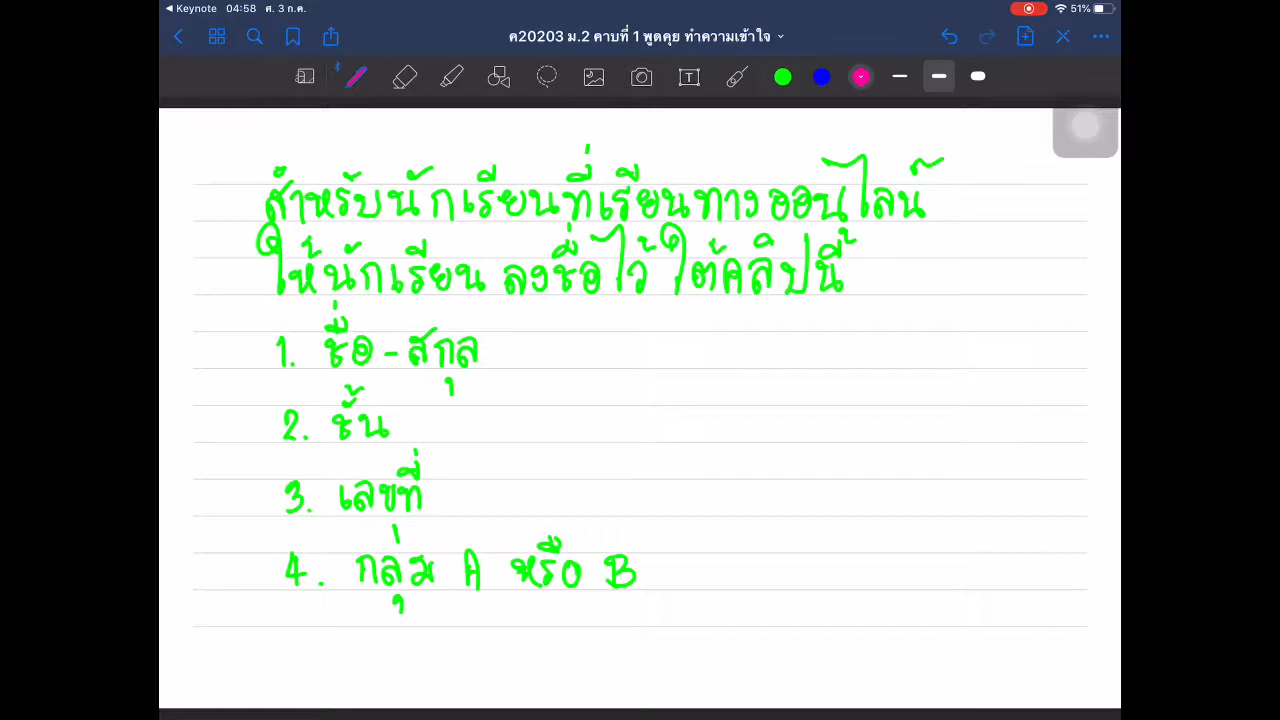 Keynote 04:58 ศ. 3 ก.ค. 51%
ค20203 ม.2 คาบที่ 1 พูดคุย ทำความเข้าใจ
สำหรับนักเรียนที่เรียนทางออนไลน์
ให้นักเรียน ลงชื่อไว้ ใต้คลิปนี้
1. ชื่อ - สกุล
2. ชั้น
3. เลขที่
4. กลุ่ม A หรือ B